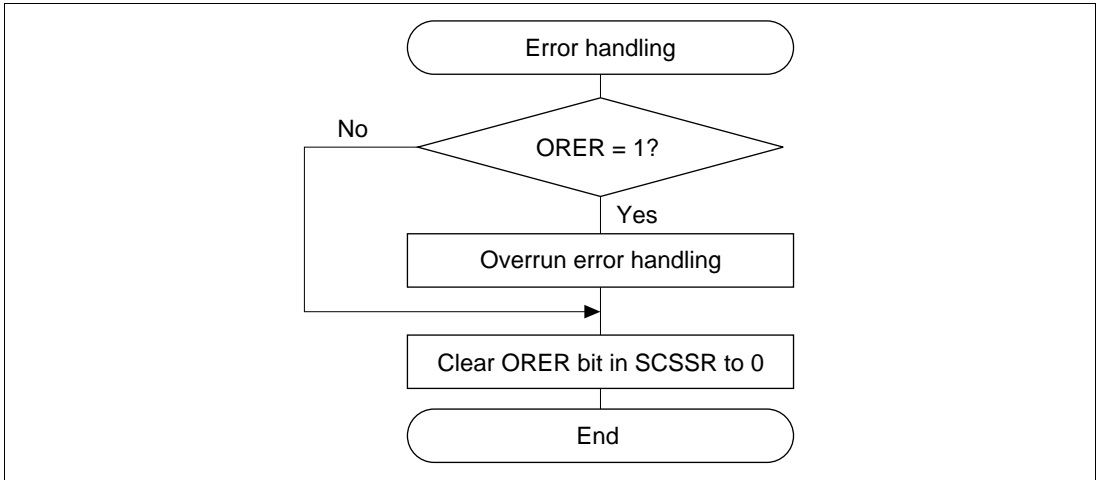 Error handling
No
ORER = 1?
Yes
Overrun error handling
Clear ORER bit in SCSSR to 0
End